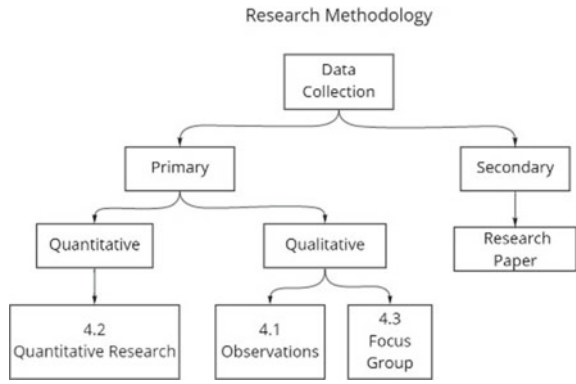 Research Methodology
Data
Collection
Primary
Secondary
Quantitative
Qualitative
Research
Paper
4.2
Quantitative Research
4.1
Observations
4.3
Focus
Group